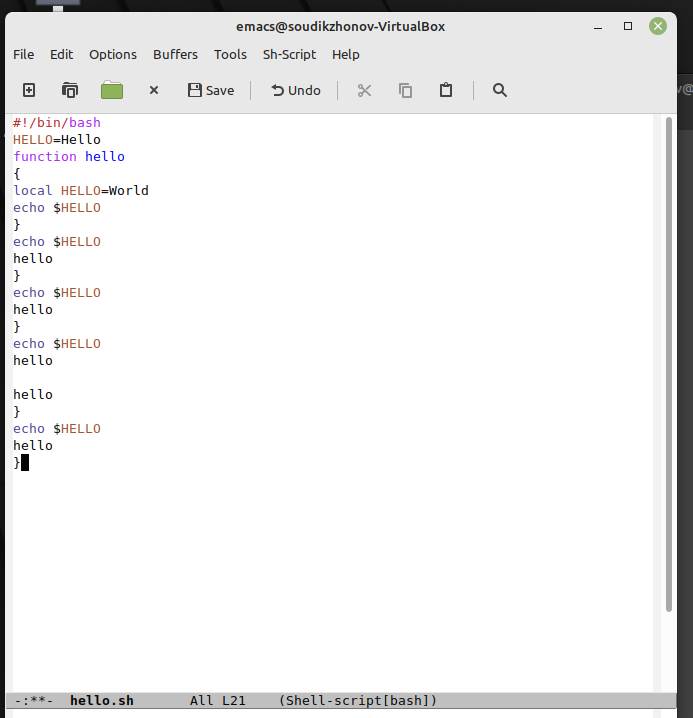 emacs@soudikzhonov-VirtualBox
File Edit Options Buffers Tools Sh-Script Help
Save Undo
#!/bin/bash
HELLO=Hello
function hello
{
local HELLO=World
echo $HELLO
}
echo $HELLO
hello
}
echo $HELLO
hello
}
echo $HELLO
hello

hello
}
echo $HELLO
hello
}
-:**- hello.sh All L21 (Shell-script[bash])